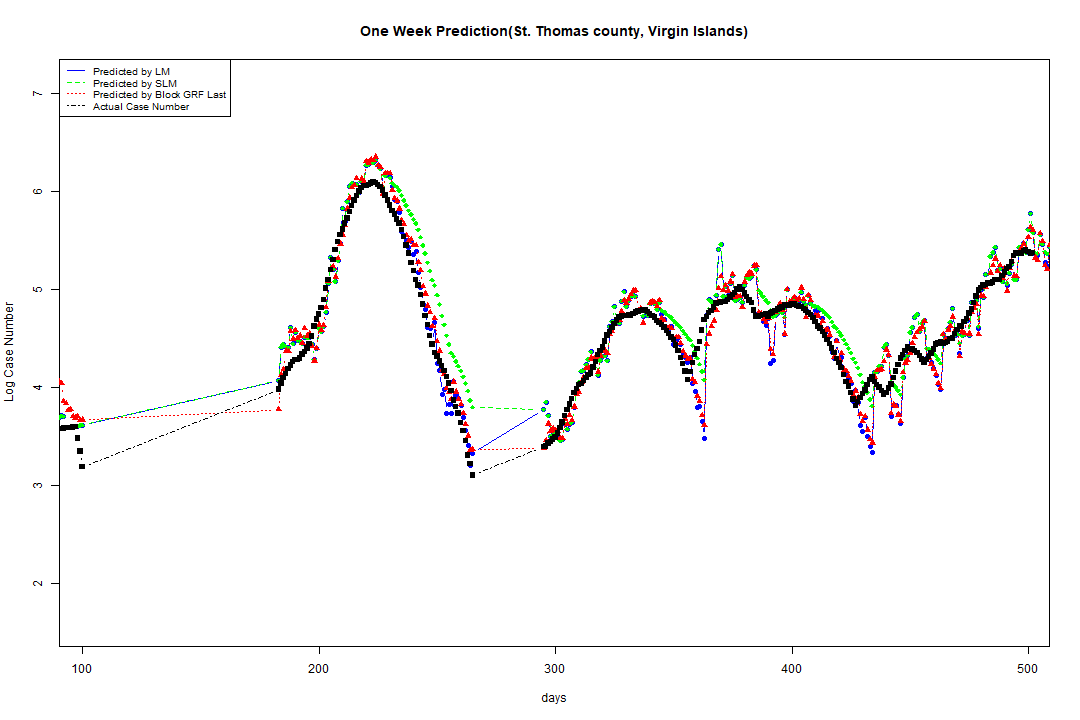 One Week Prediction(St. Thomas county, Virgin Islands)
Predicted by LM
Predicted by SLM
Predicted by Block GRF Last
Actual Case Number
7
6
5
4
3
2
Log Case Number
100 200 300 400 500
days